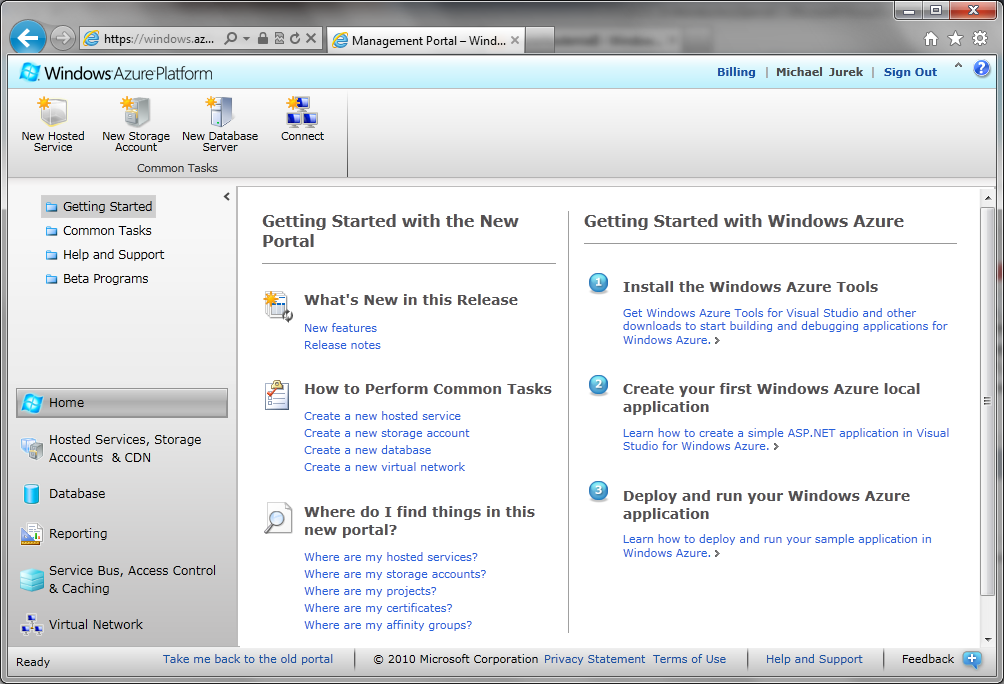 https://windows.az...
Management Portal – Wind...
Windows Azure Platform
Billing | Michael Jurek | Sign Out
New Hosted
Service
New Storage
Account
New Database
Server
Connect
Common Tasks
Getting Started
Common Tasks
Help and Support
Beta Programs
Home
Hosted Services, Storage
Accounts & CDN
Database
Reporting
Service Bus, Access Control
& Caching
Virtual Network
Getting Started with the New
Portal
What's New in this Release
New features
Release notes
How to Perform Common Tasks
Create a new hosted service
Create a new storage account
Create a new database
Create a new virtual network
Where do I find things in this
new portal?
Where are my hosted services?
Where are my storage accounts?
Where are my projects?
Where are my certificates?
Where are my affinity groups?
Getting Started with Windows Azure
1
Install the Windows Azure Tools
Get Windows Azure Tools for Visual Studio and other
downloads to start building and debugging applications for
Windows Azure.
2
Create your first Windows Azure local
application
Learn how to create a simple ASP.NET application in Visual
Studio for Windows Azure.
3
Deploy and run your Windows Azure
application
Learn how to deploy and run your sample application in
Windows Azure.
Ready
Take me back to the old portal
© 2010 Microsoft Corporation Privacy Statement Terms of Use
Help and Support
Feedback